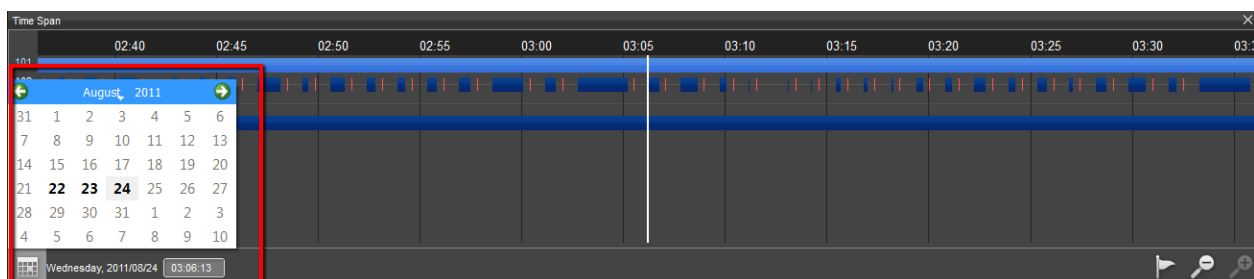 Time Span
02:40 02:45 02:50 02:55 03:00 03:05 03:10 03:15 03:20 03:25 03:30
101
August, 2011
31 1 2 3 4 5 6
7 8 9 10 11 12 13
14 15 16 17 18 19 20
21 22 23 24 25 26 27
28 29 30 31 1 2 3
4 5 6 7 8 9 10
Wednesday, 2011/08/24 03:06:13